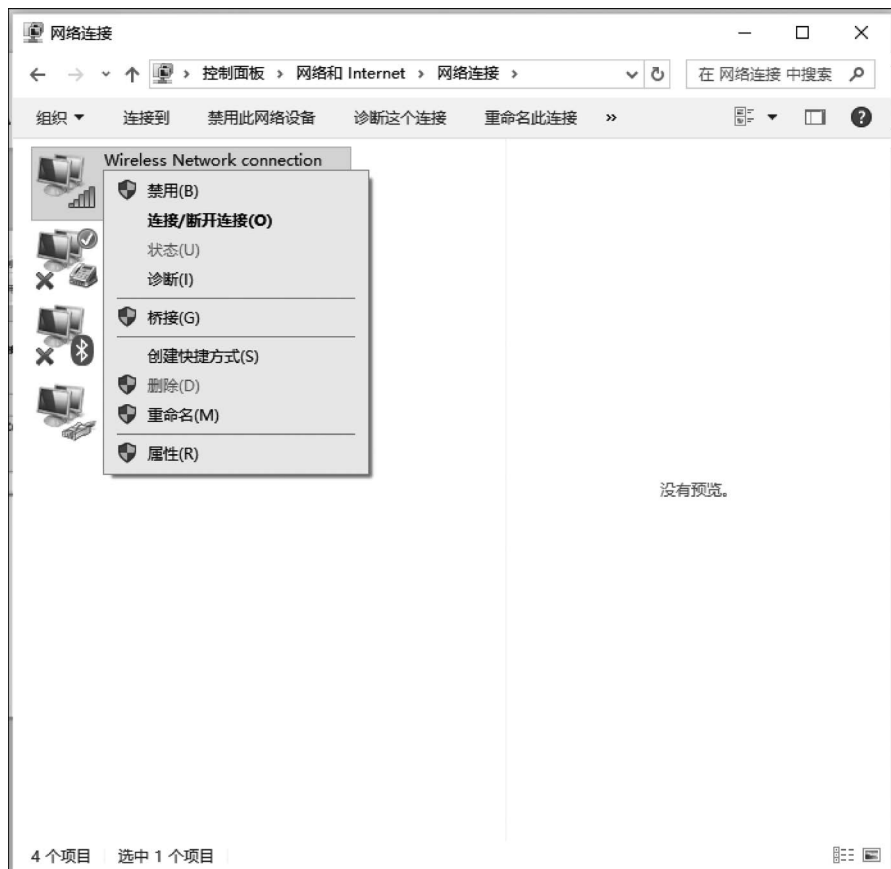 网络连接
控制面板 › 网络和 Internet › 网络连接 ›
在 网络连接 中搜索
组织 连接到 禁用此网络设备 诊断这个连接 重命名此连接 »
Wireless Network connection
禁用(B)
连接/断开连接(O)
状态(U)
诊断(I)
桥接(G)
创建快捷方式(S)
删除(D)
重命名(M)
属性(R)
没有预览。
4 个项目 选中 1 个项目